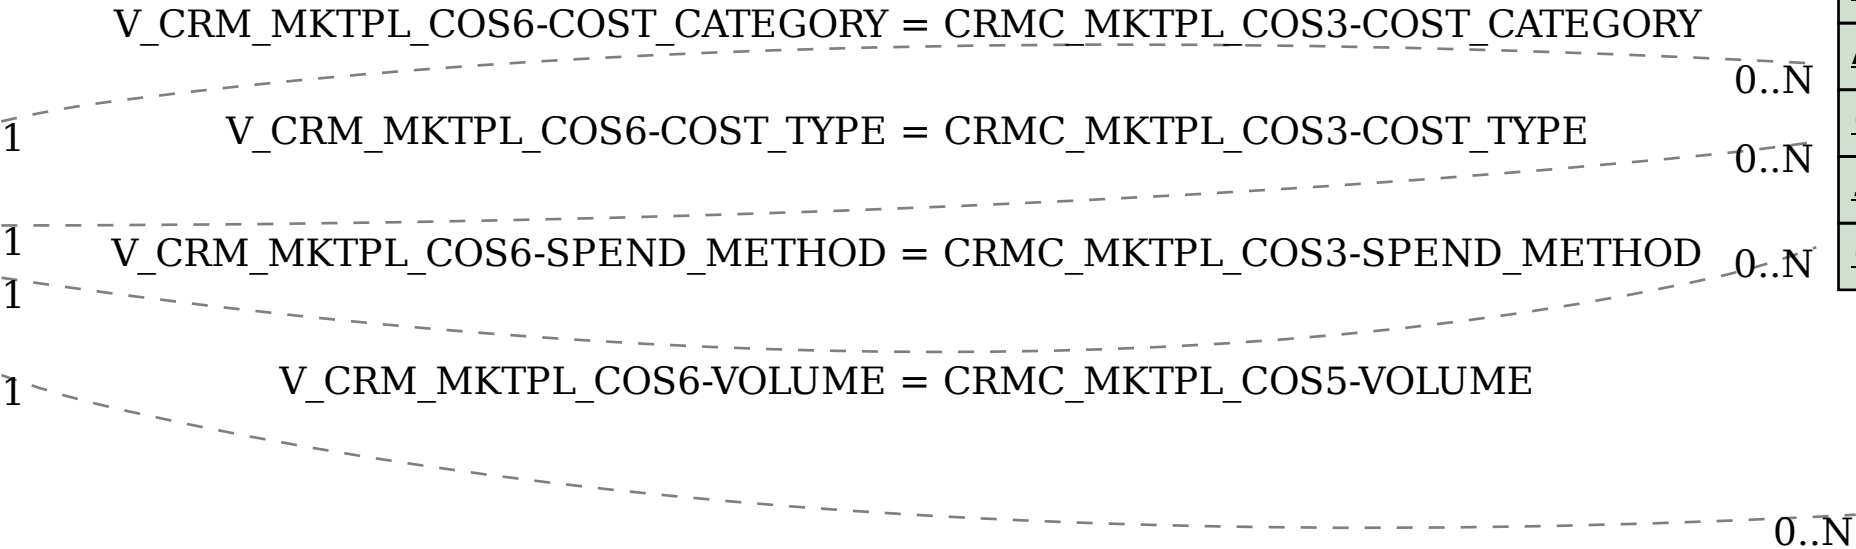 V_CRM_MKTPL_COS6-COST_CATEGORY = CRMC_MKTPL_COS3-COST_CATEGORY
0..N
1
V_CRM_MKTPL_COS6-COST_TYPE = CRMC_MKTPL_COS3-COST_TYPE
0..N
1
V_CRM_MKTPL_COS6-SPEND_METHOD = CRMC_MKTPL_COS3-SPEND_METHOD
0..N
1
V_CRM_MKTPL_COS6-VOLUME = CRMC_MKTPL_COS5-VOLUME
1
0..N